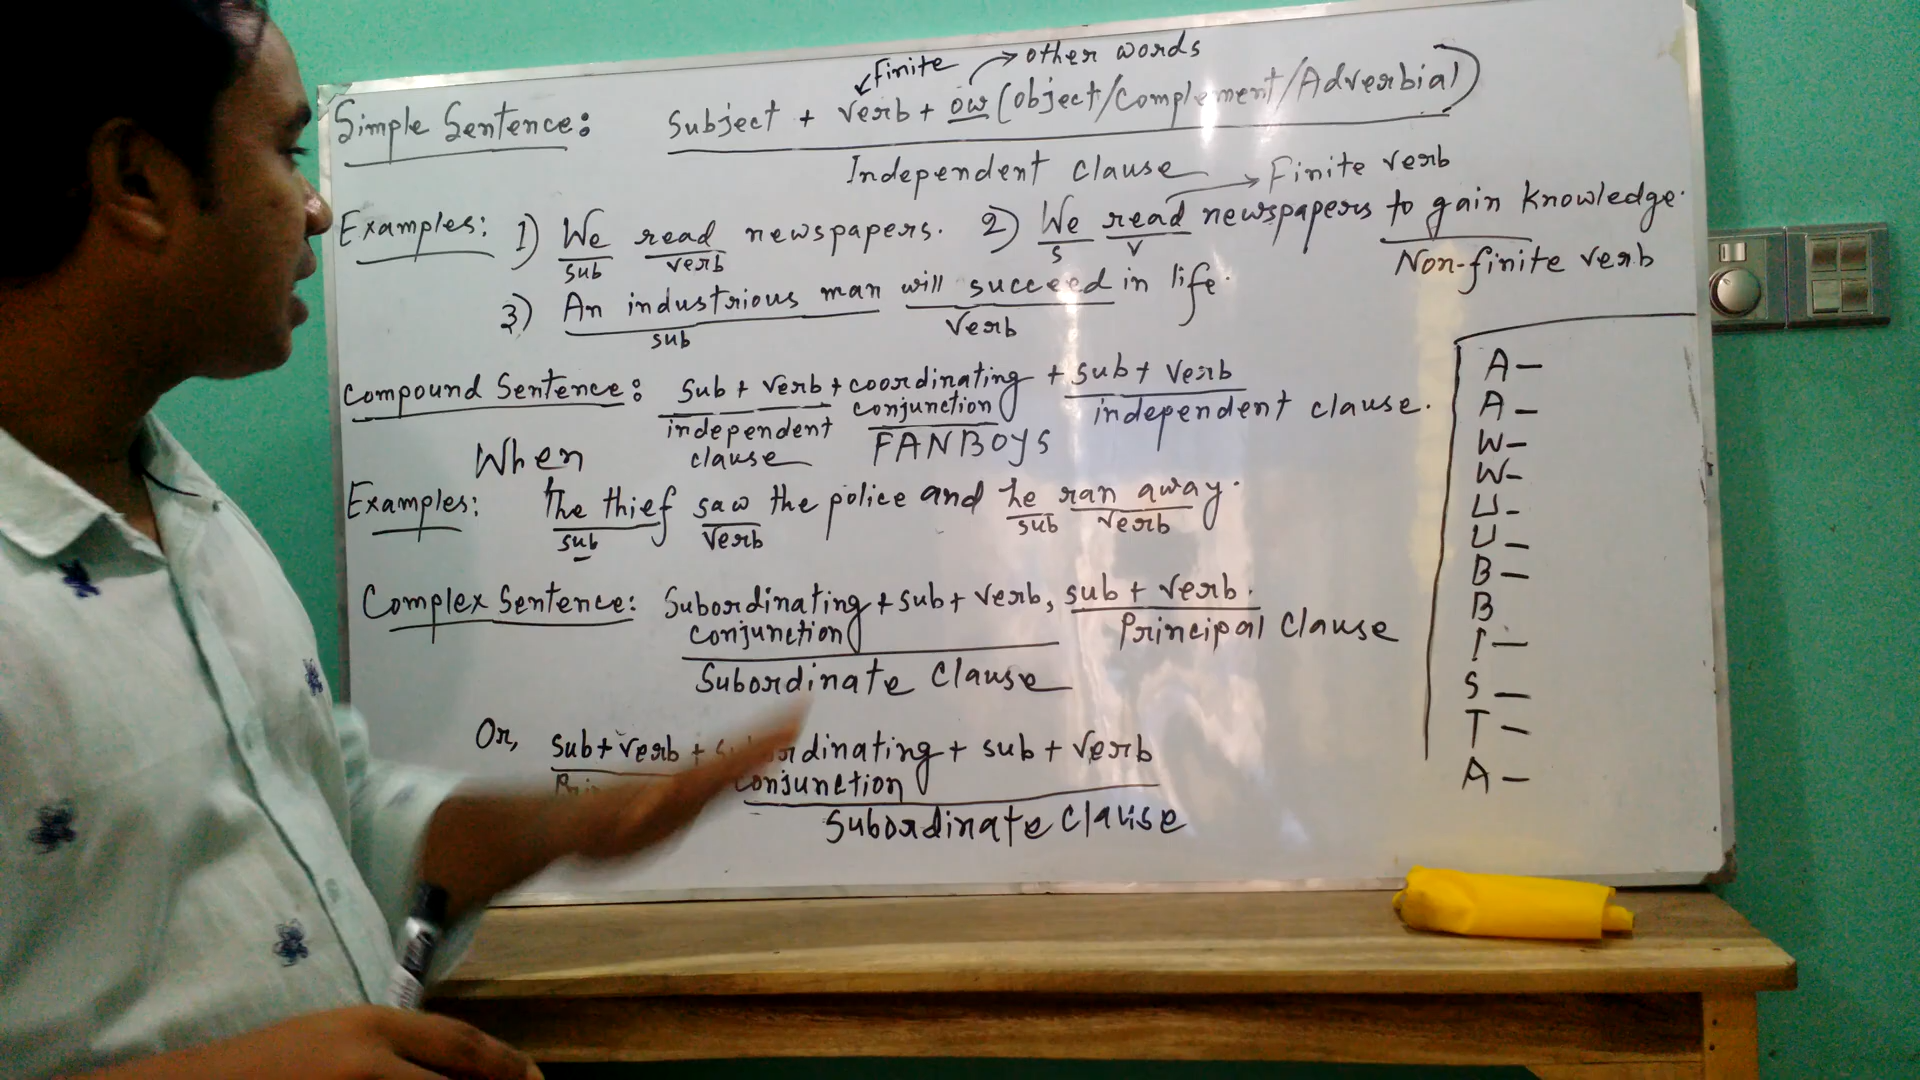 Finite
other words
Simple Sentence: Subject + verb + ow (object/complement/Adverbial)
Independent clause
Finite verb
Examples: 1) We read newspapers. 2) We read newspapers to gain knowledge.
sub verb S V Non-finite verb
3) An industrious man will succeed in life.
sub verb
Compound Sentence: Sub + verb + coordinating conjunction + sub + verb
independent clause FANBOYS independent clause.
When
Examples: The thief saw the police and he ran away.
sub verb sub verb
Complex Sentence: Subordinating conjunction + sub + verb, sub + verb.
Subordinate Clause Principal Clause
Or, sub + verb + subordinating conjunction + sub + verb
Subordinate Clause
A-
A-
W-
W-
U-
U-
B-
B
I-
S-
T-
A-